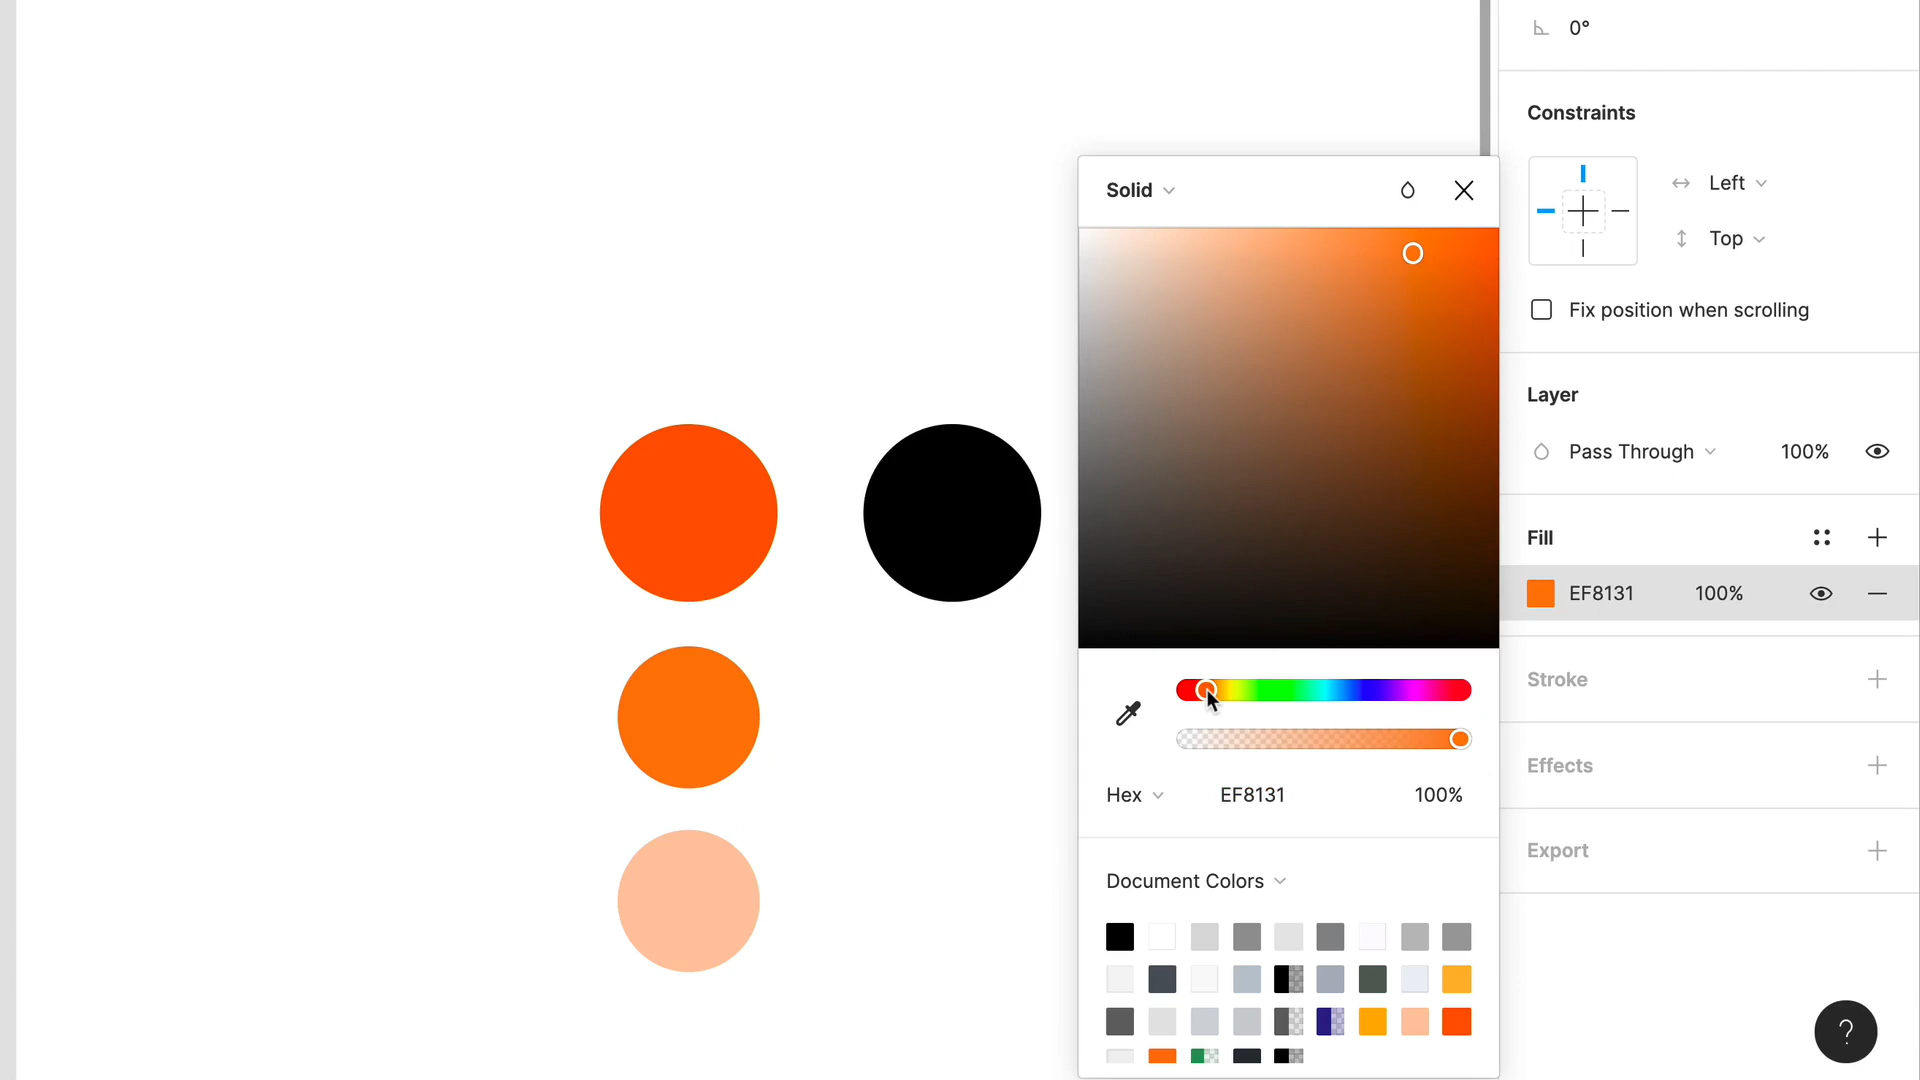 0°
Constraints
Left
Top
Fix position when scrolling
Layer
Pass Through 100%
Fill
EF8131 100%
Stroke
Effects
Export
Solid
Hex EF8131 100%
Document Colors
?